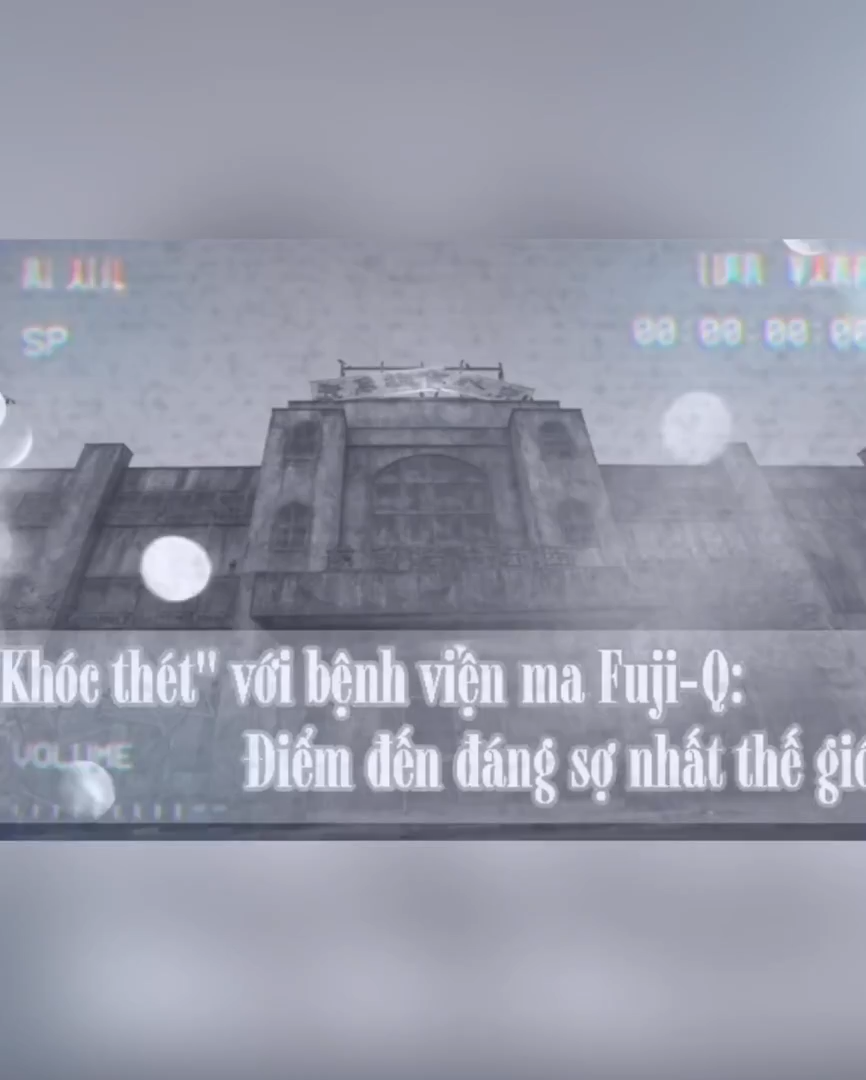 SP
00:00:00:00
Khóc thét" với bệnh viện ma Fuji-Q:
Điểm đến đáng sợ nhất thế giớ
VOLUME